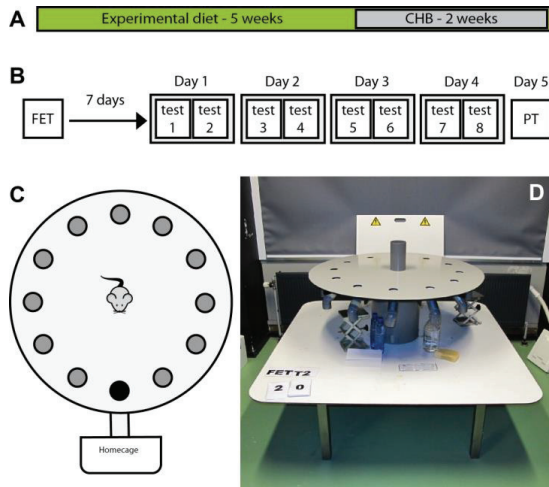 A
Experimental diet - 5 weeks
CHB - 2 weeks
B
Day 1
Day 2
Day 3
Day 4
Day 5
FET
7 days
test 1
test 2
test 3
test 4
test 5
test 6
test 7
test 8
PT
C
Homecage
D
FETT2
2 0